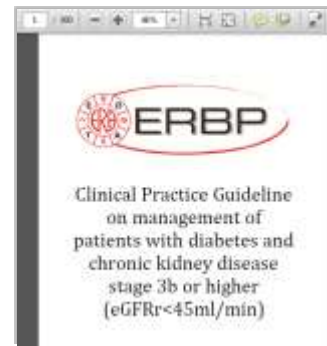 ERBP
Clinical Practice Guideline
on management of
patients with diabetes and
chronic kidney disease
stage 3b or higher
(eGFRr<45ml/min)